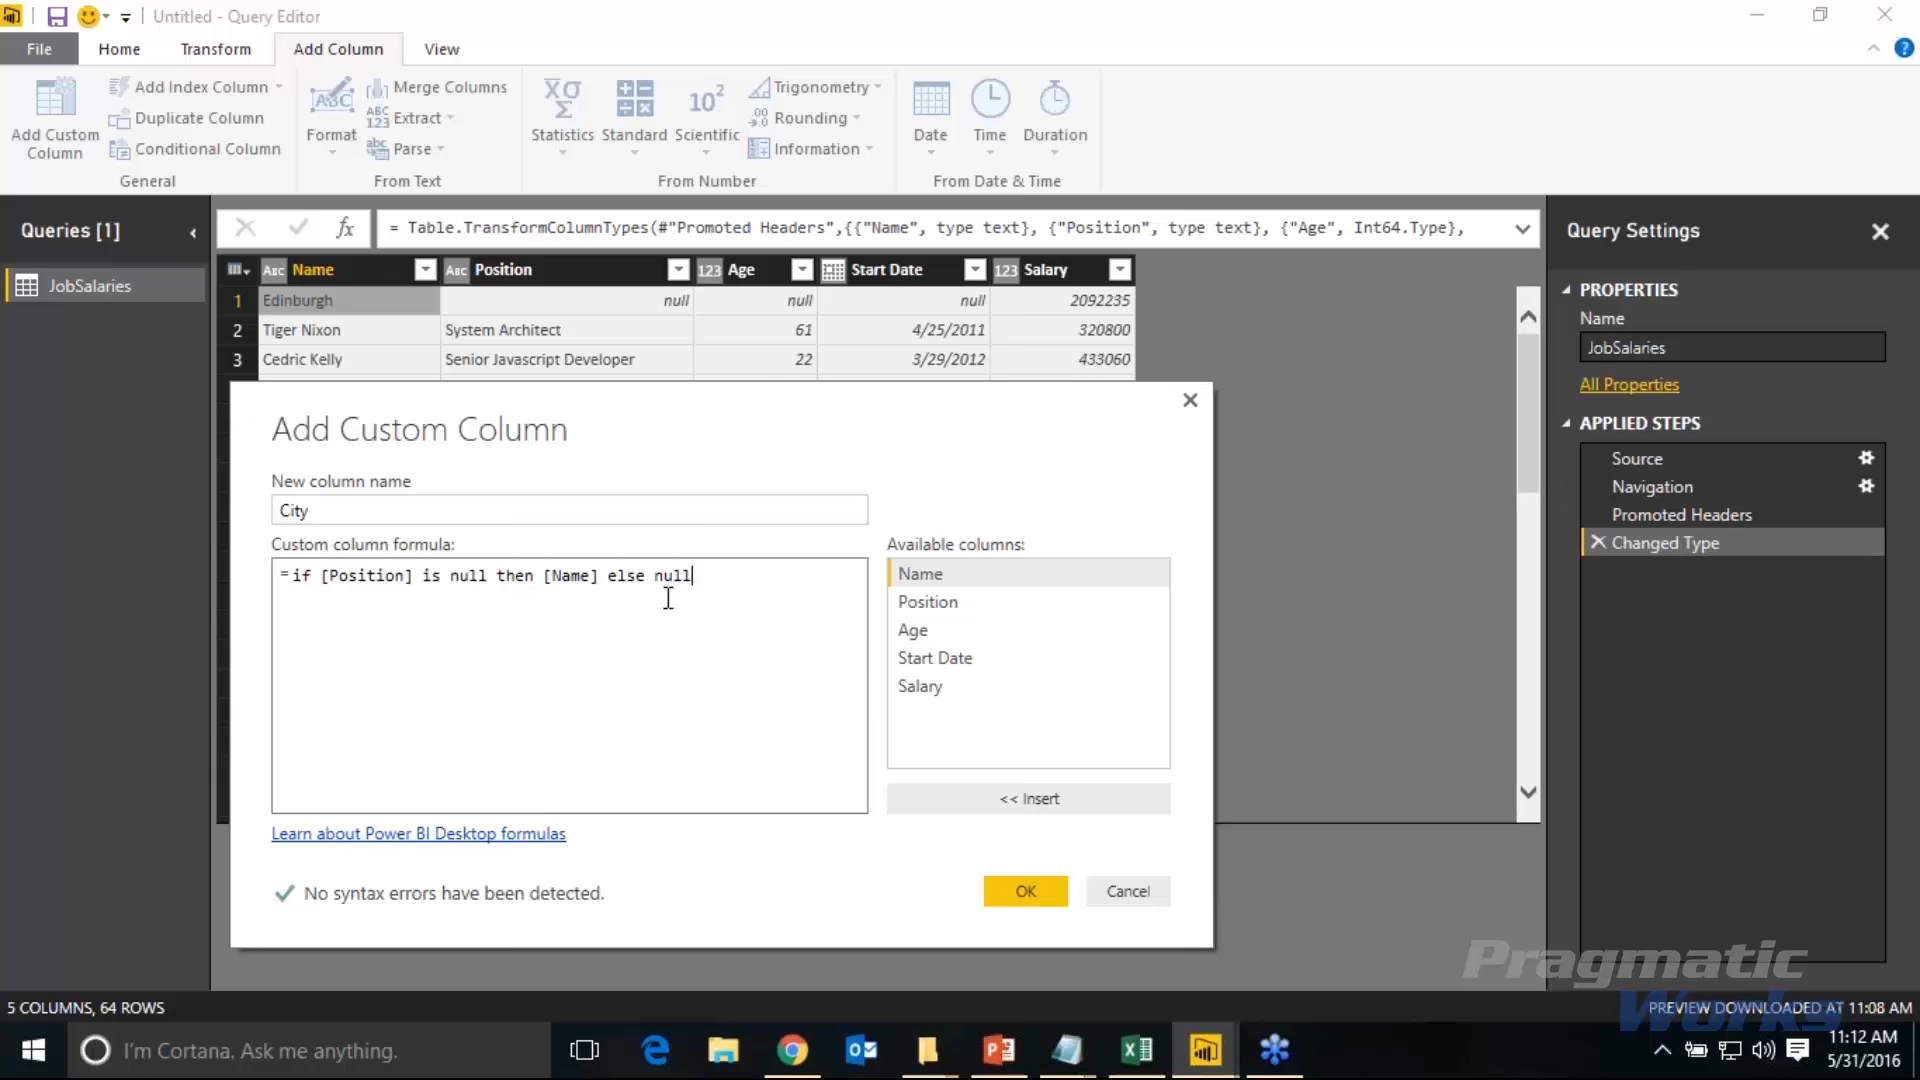 Untitled - Query Editor
File Home Transform Add Column View
Add Custom Column
Add Index Column
Duplicate Column
Conditional Column
General
Format
Merge Columns
Extract
Parse
From Text
Statistics
Standard
Scientific
Trigonometry
Rounding
Information
From Number
Date
Time
Duration
From Date & Time
Queries [1]
JobSalaries
= Table.TransformColumnTypes(#"Promoted Headers",{{"Name", type text}, {"Position", type text}, {"Age", Int64.Type},
Name Position Age Start Date Salary
1 Edinburgh null null null 2092235
2 Tiger Nixon System Architect 61 4/25/2011 320800
3 Cedric Kelly Senior Javascript Developer 22 3/29/2012 433060
Add Custom Column
New column name
City
Custom column formula:
=if [Position] is null then [Name] else null
Available columns:
Name
Position
Age
Start Date
Salary
<< Insert
Learn about Power BI Desktop formulas
No syntax errors have been detected.
OK
Cancel
Query Settings
PROPERTIES
Name
JobSalaries
All Properties
APPLIED STEPS
Source
Navigation
Promoted Headers
Changed Type
Pragmatic
Works
5 COLUMNS, 64 ROWS
PREVIEW DOWNLOADED AT 11:08 AM
I'm Cortana. Ask me anything.
11:12 AM
5/31/2016